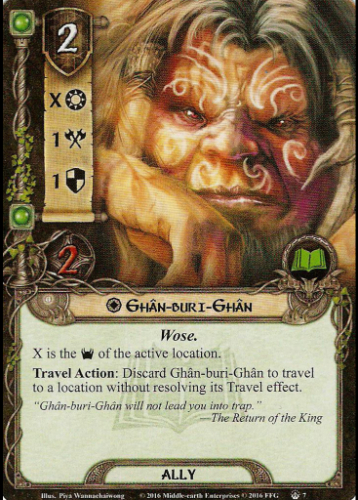 2
X
1
1
2
Ghân-buri-Ghân
Wose.
X is the of the active location.
Travel Action: Discard Ghân-buri-Ghân to travel
to a location without resolving its Travel effect.
"Ghân-buri-Ghân will not lead you into trap."
—The Return of the King
ALLY
Illus. Piya Wannachaiwong © 2016 Middle-earth Enterprises © 2016 FFG 7